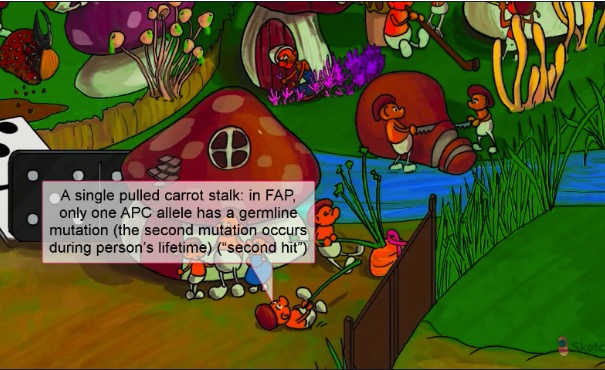 A single pulled carrot stalk: in FAP,
only one APC allele has a germline
mutation (the second mutation occurs
during person's lifetime) ("second hit")
Sketc